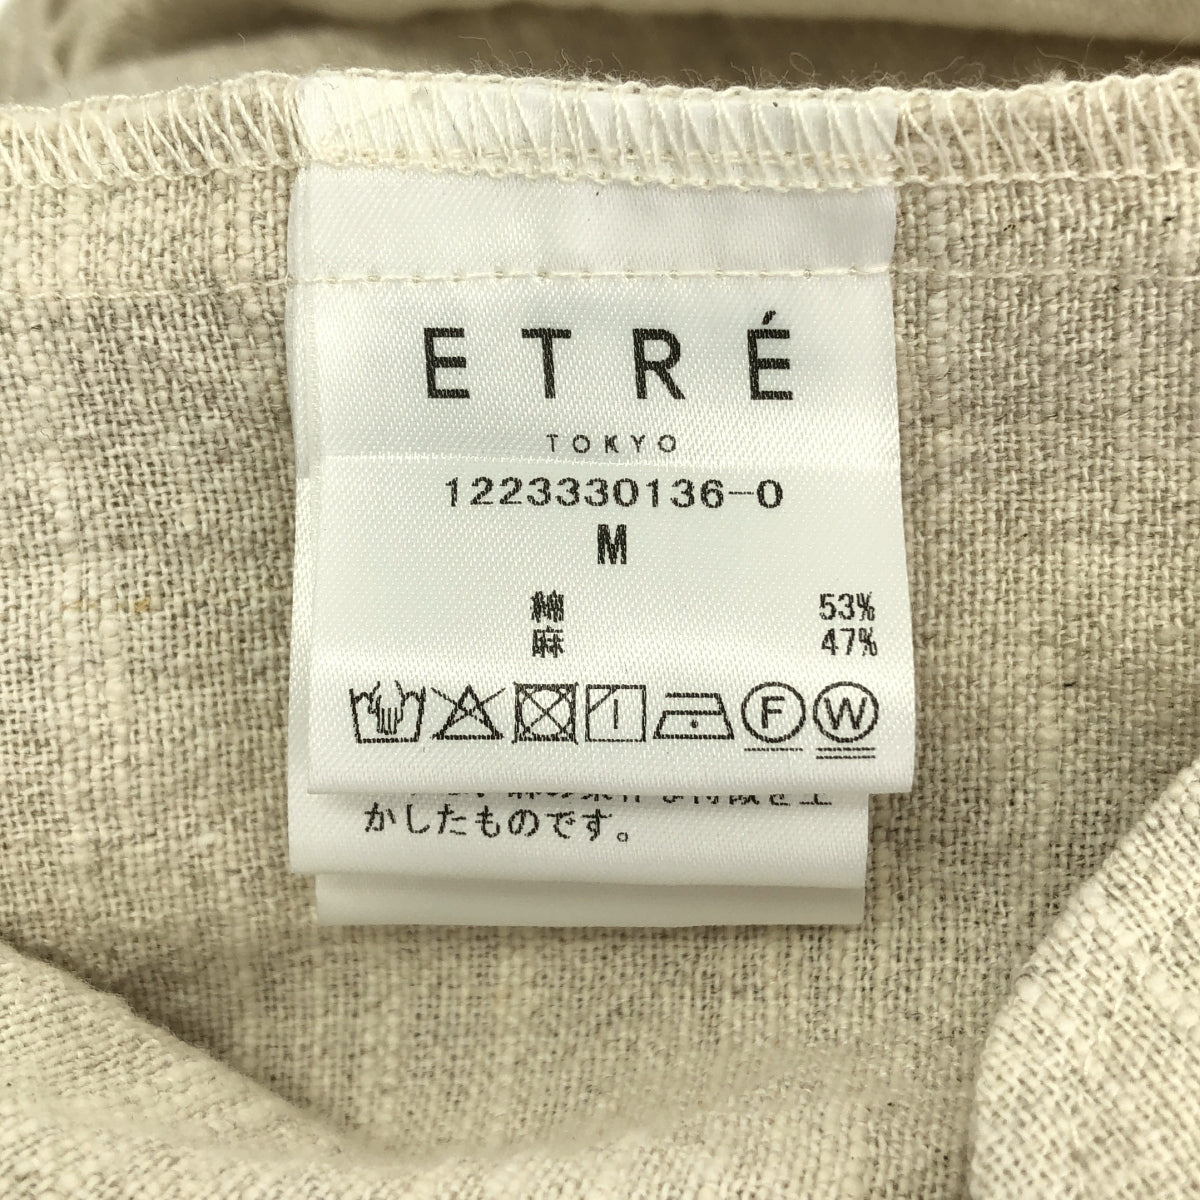 ETRÉ
TOKYO
1223330136-0
M
綿 53%
麻 47%
F W
かしたものです。